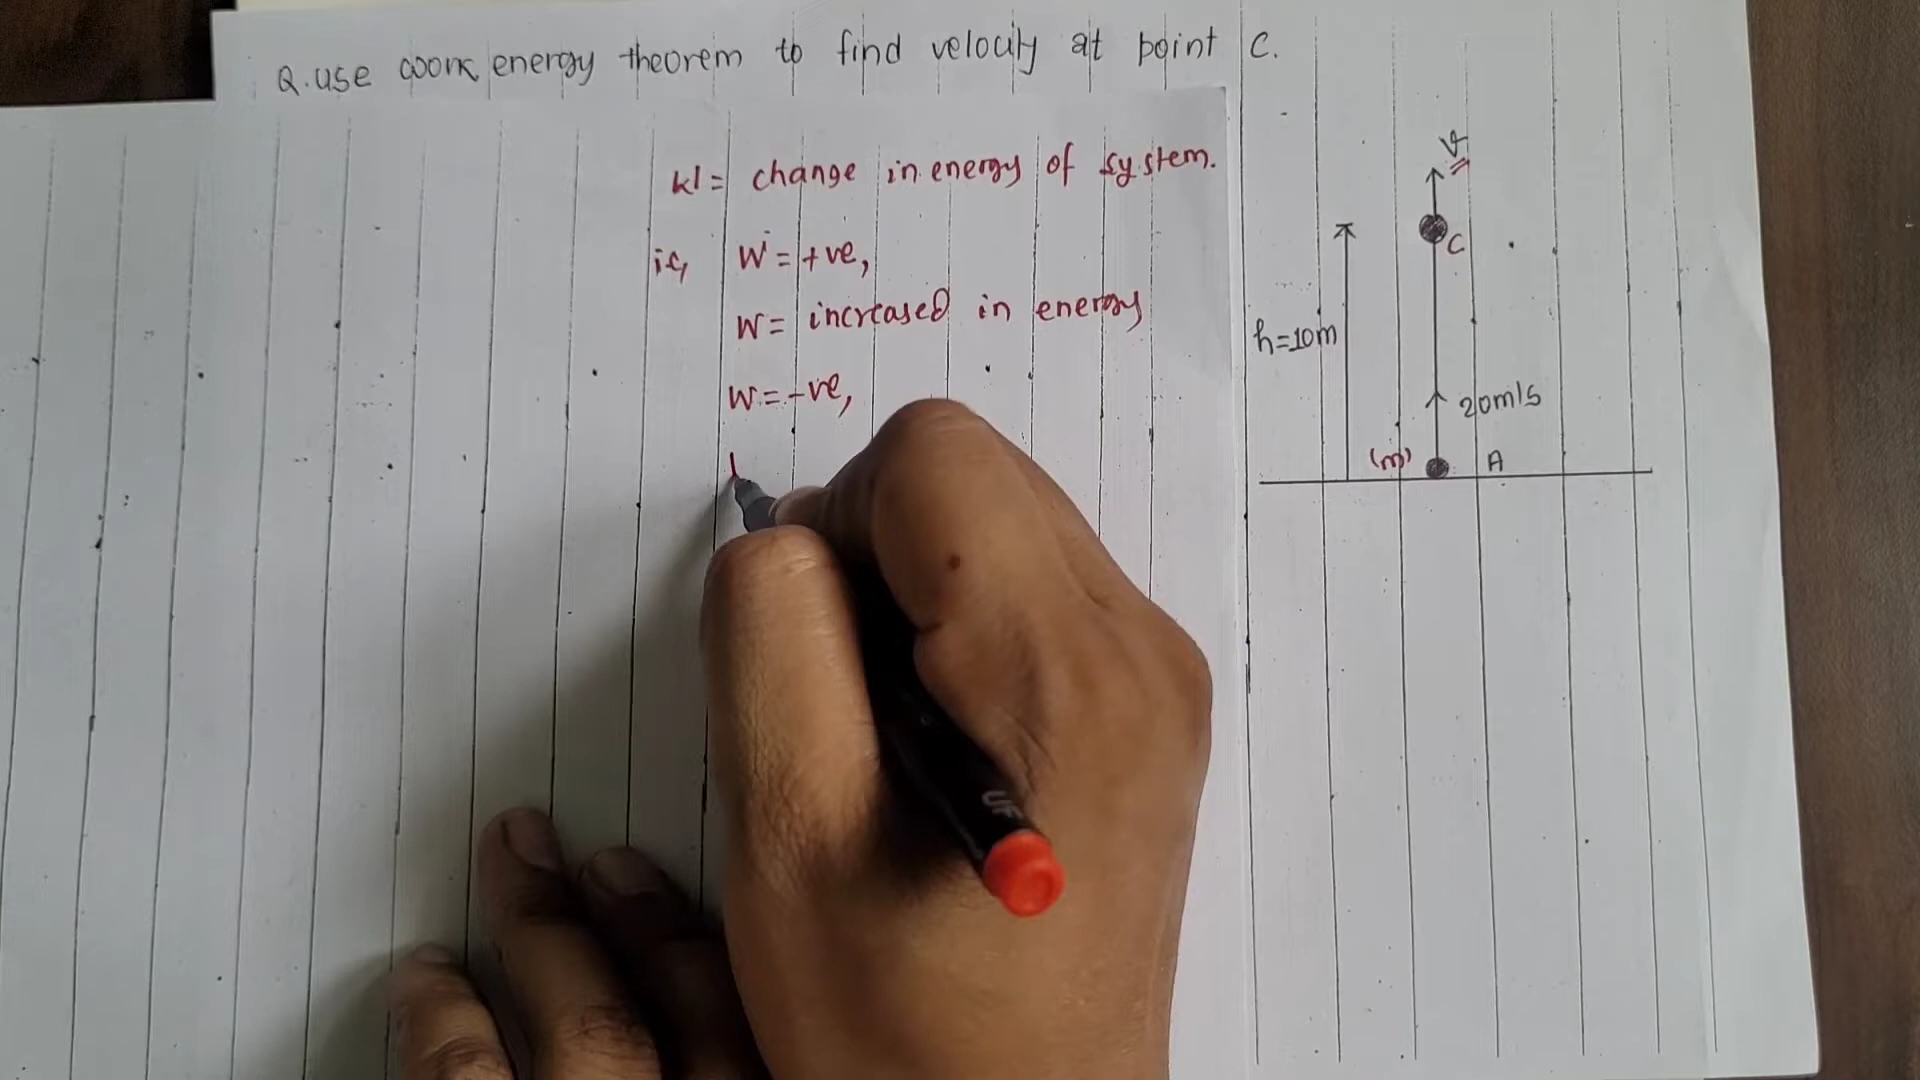 Q. use work energy theorem to find velocity at point C.
W = change in energy of system.
if, W = +ve,
W = increased in energy
W = -ve,
v
C
h=10m
20m/s
(m)
A